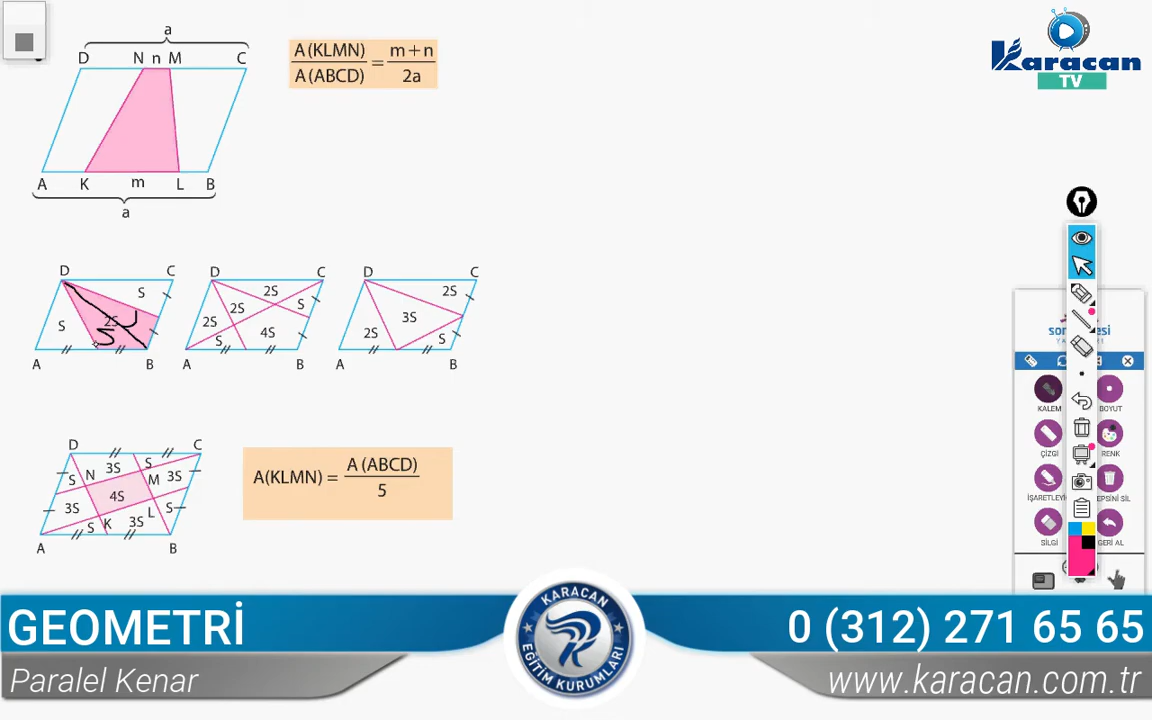 a
D N n M C
A K m L B
a
A (KLMN) / A (ABCD) = m + n / 2a
Karacan
TV
D C
S
S 2S
S
A B
D C
2S
2S S
2S 4S
S
A B
D C
2S
3S
2S S
A B
D C
3S S
S N M 3S
4S
3S L S
S K 3S
A B
A(KLMN) = A (ABCD) / 5
KALEM BOYUT
ÇİZGİ RENK
SİLGİ GERİ AL
GEOMETRİ
KARACAN
EĞİTİM KURUMLARI
0 (312) 271 65 65
Paralel Kenar
www.karacan.com.tr